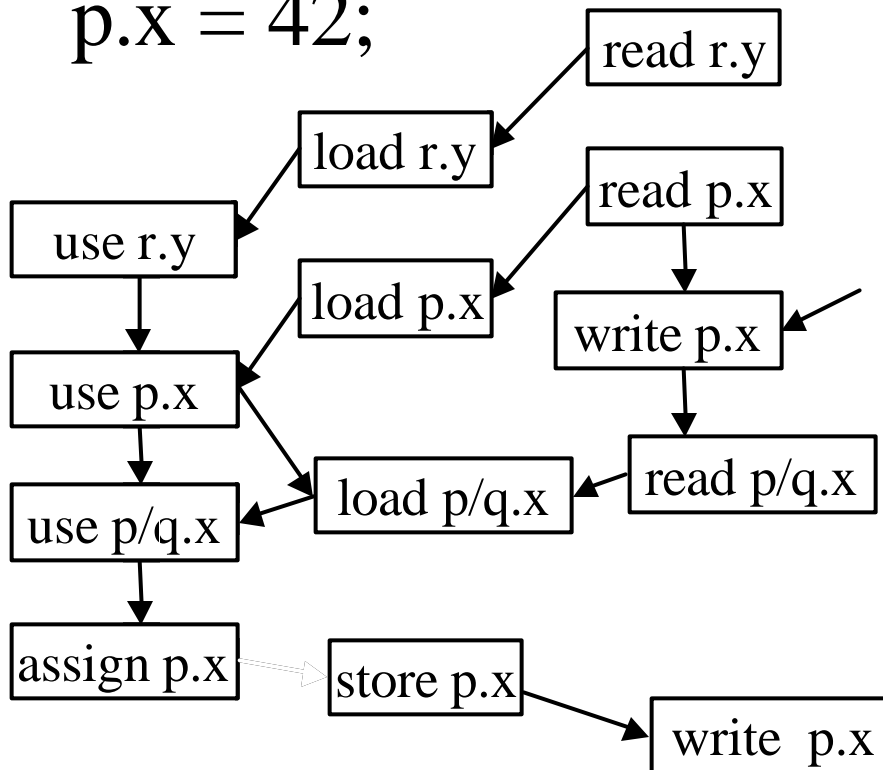 p.x = 42;
read r.y
load r.y
read p.x
use r.y
load p.x
write p.x
use p.x
read p/q.x
load p/q.x
use p/q.x
assign p.x
store p.x
write p.x